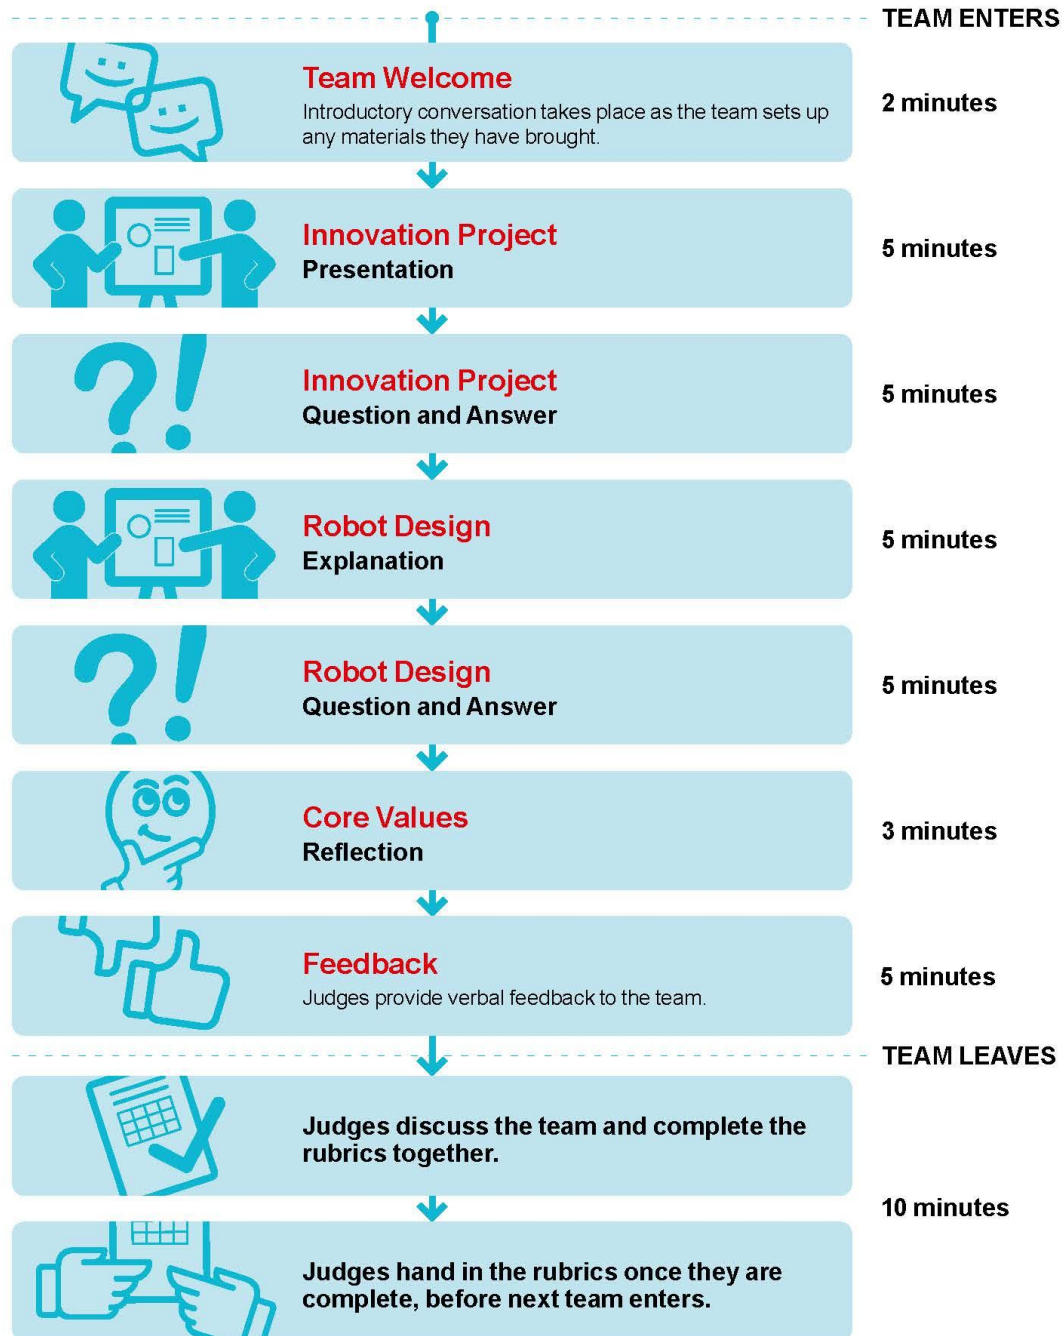 TEAM ENTERS
Team Welcome
Introductory conversation takes place as the team sets up
any materials they have brought.
2 minutes
Innovation Project
Presentation
5 minutes
Innovation Project
Question and Answer
5 minutes
Robot Design
Explanation
5 minutes
Robot Design
Question and Answer
5 minutes
Core Values
Reflection
3 minutes
Feedback
Judges provide verbal feedback to the team.
5 minutes
TEAM LEAVES
Judges discuss the team and complete the
rubrics together.
10 minutes
Judges hand in the rubrics once they are
complete, before next team enters.